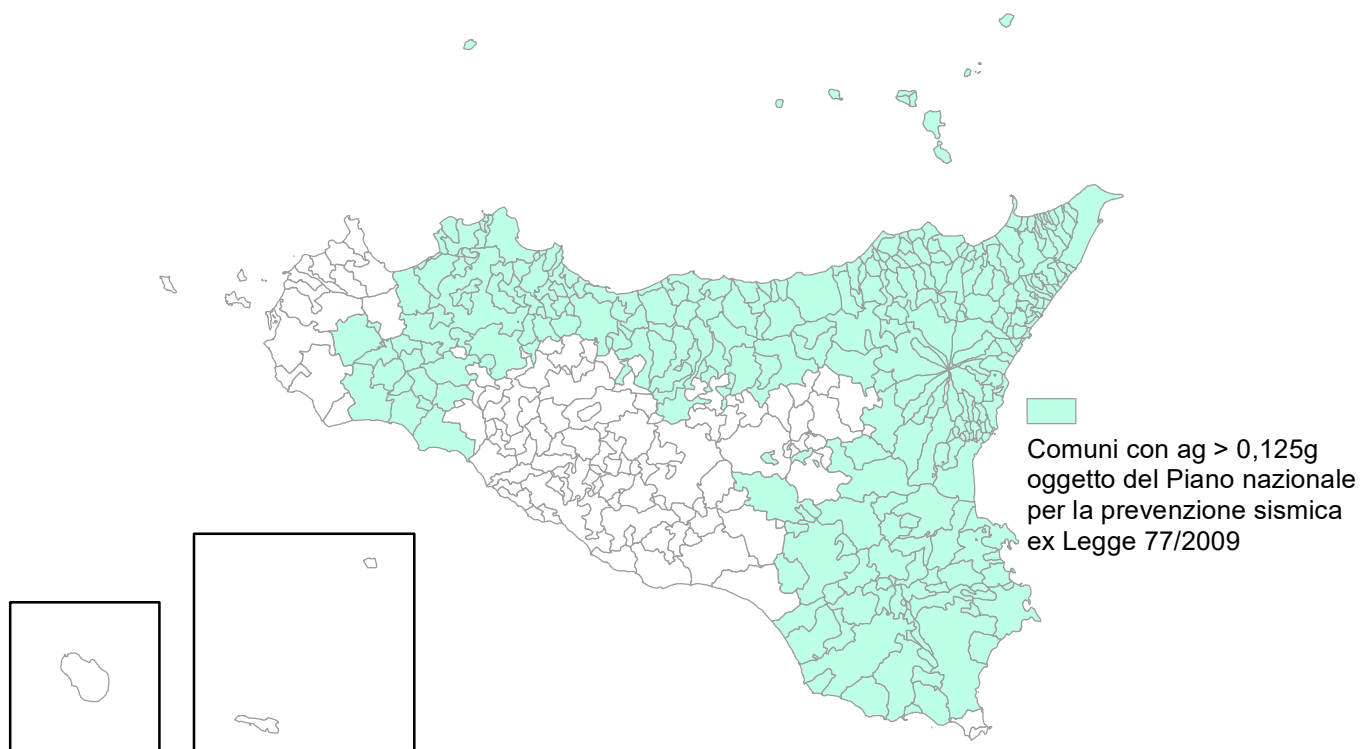 Comuni con ag > 0,125g
oggetto del Piano nazionale
per la prevenzione sismica
ex Legge 77/2009